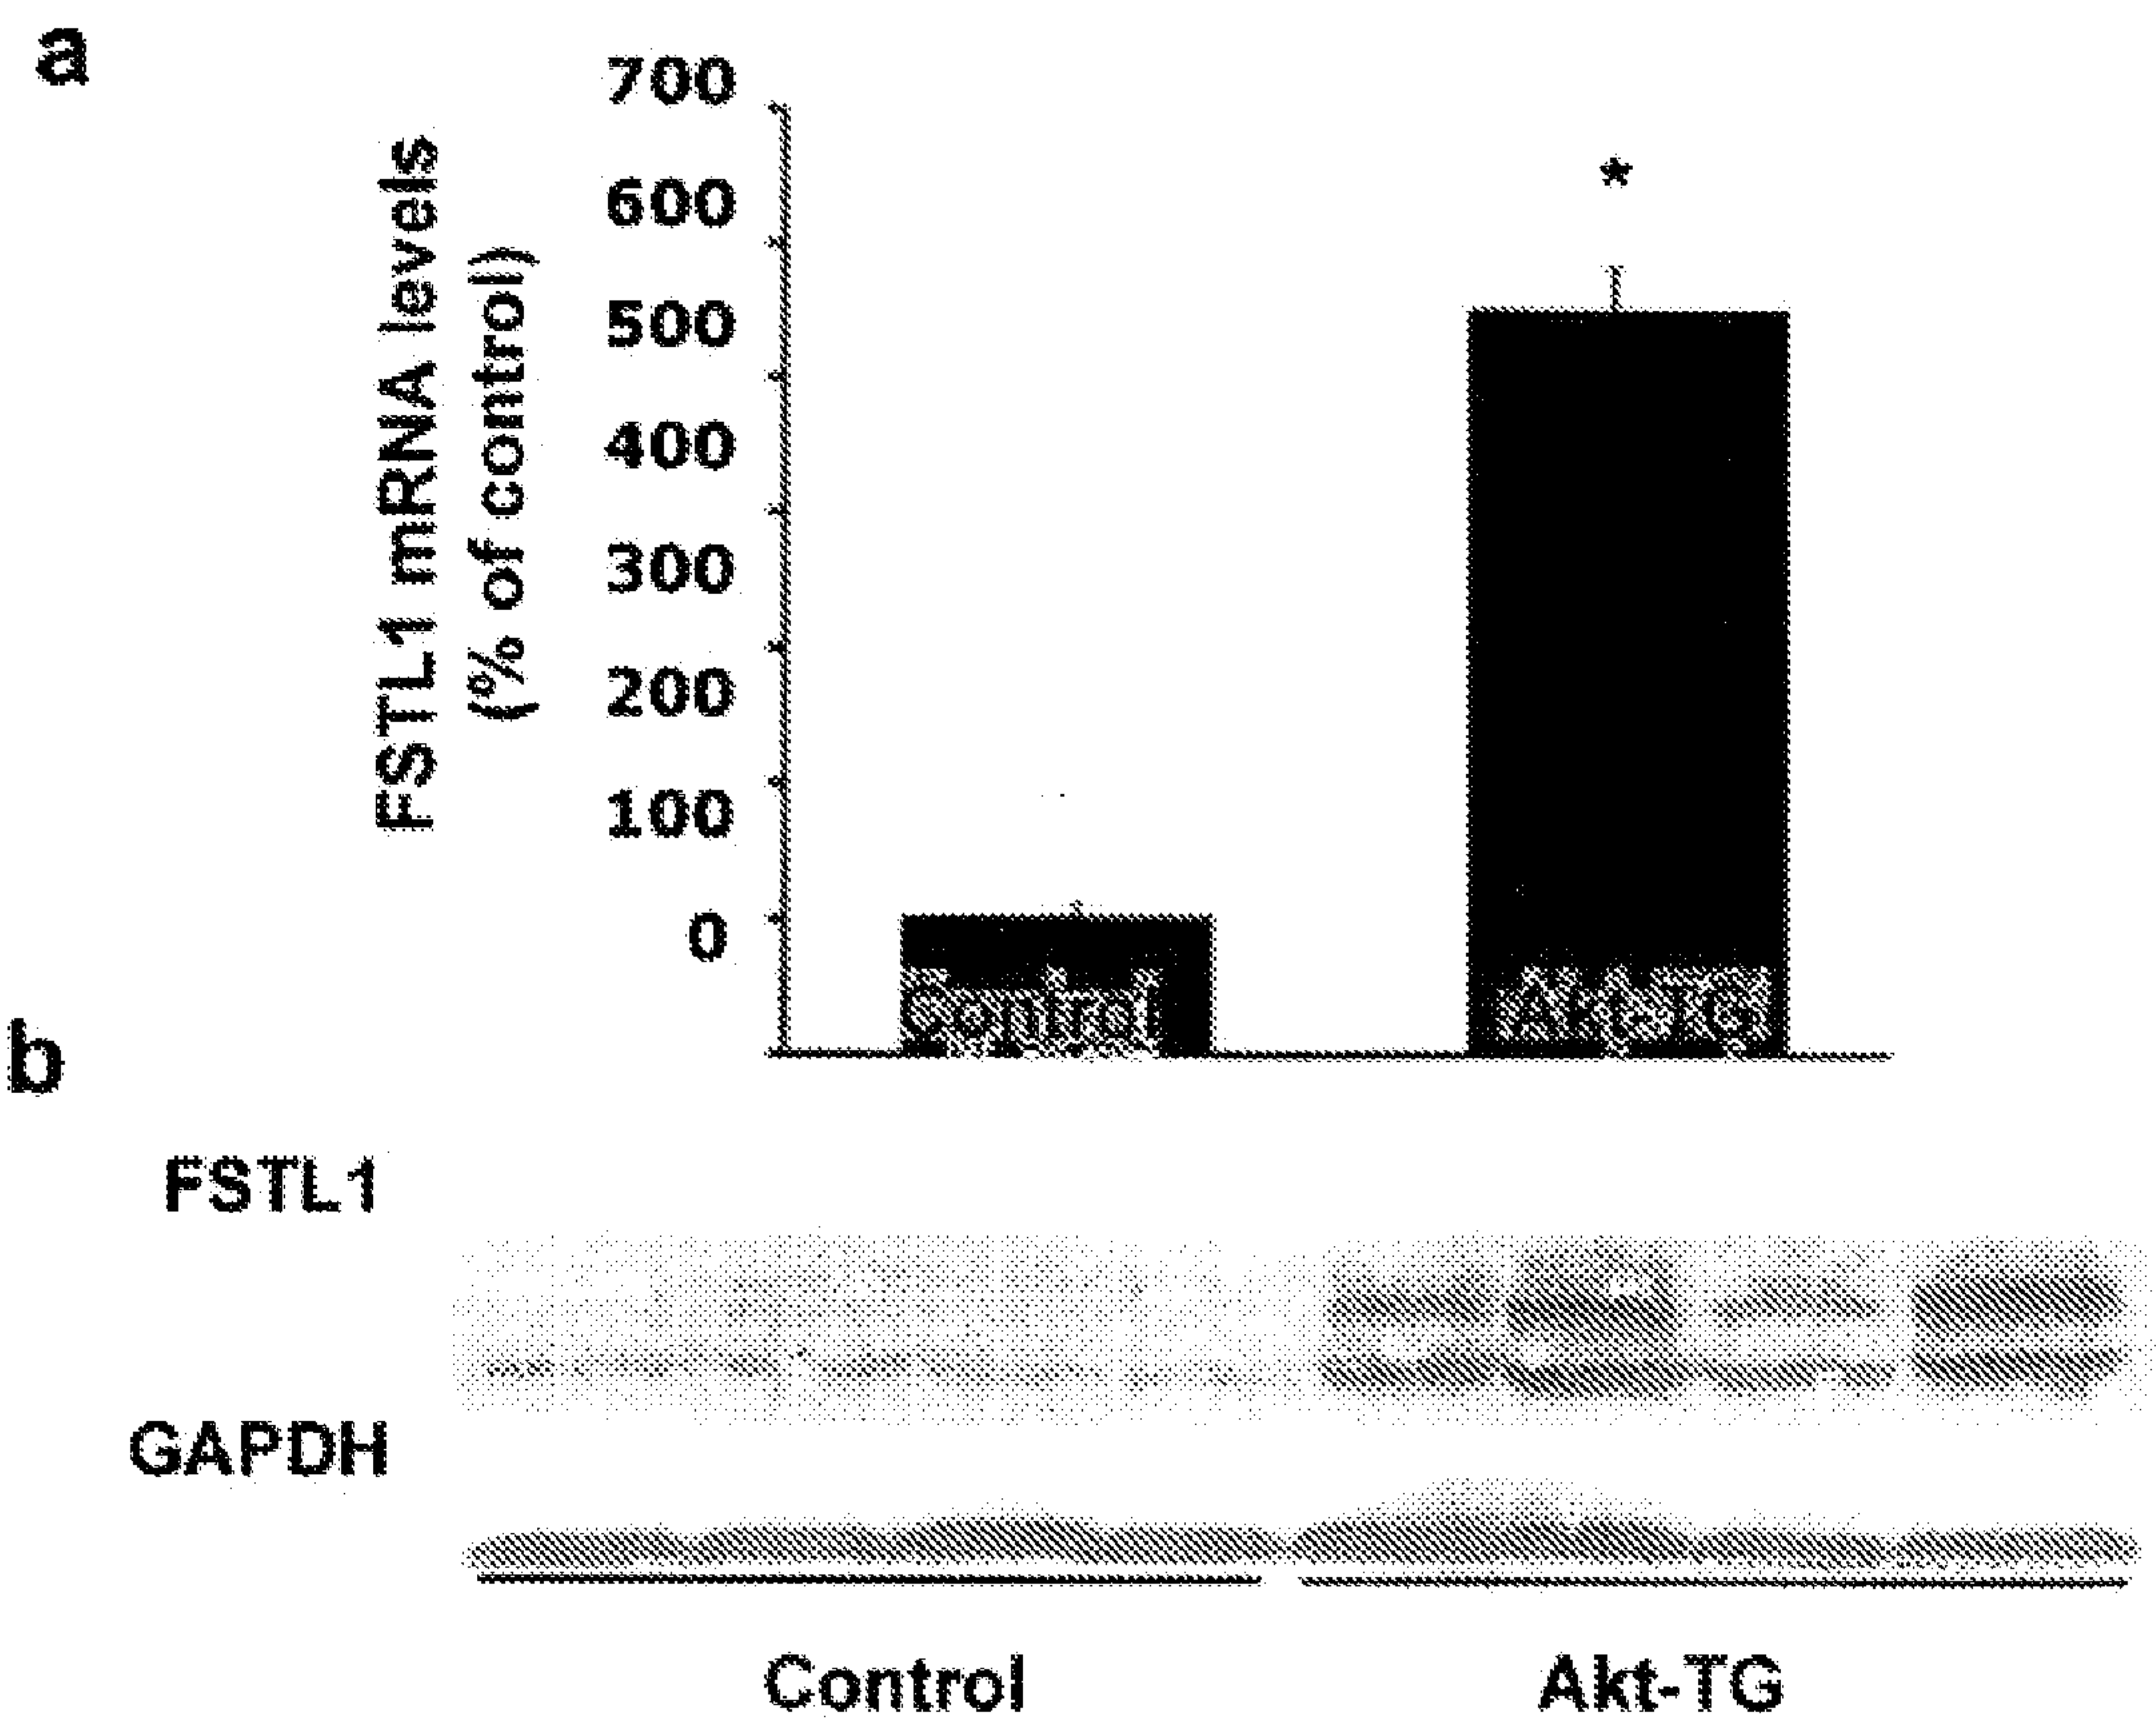 a
700
600
500
400
300
200
100
0
FSTL1 mRNA levels
(% of control)
*
Control
Akt-TG
b
FSTL1
GAPDH
Control
Akt-TG